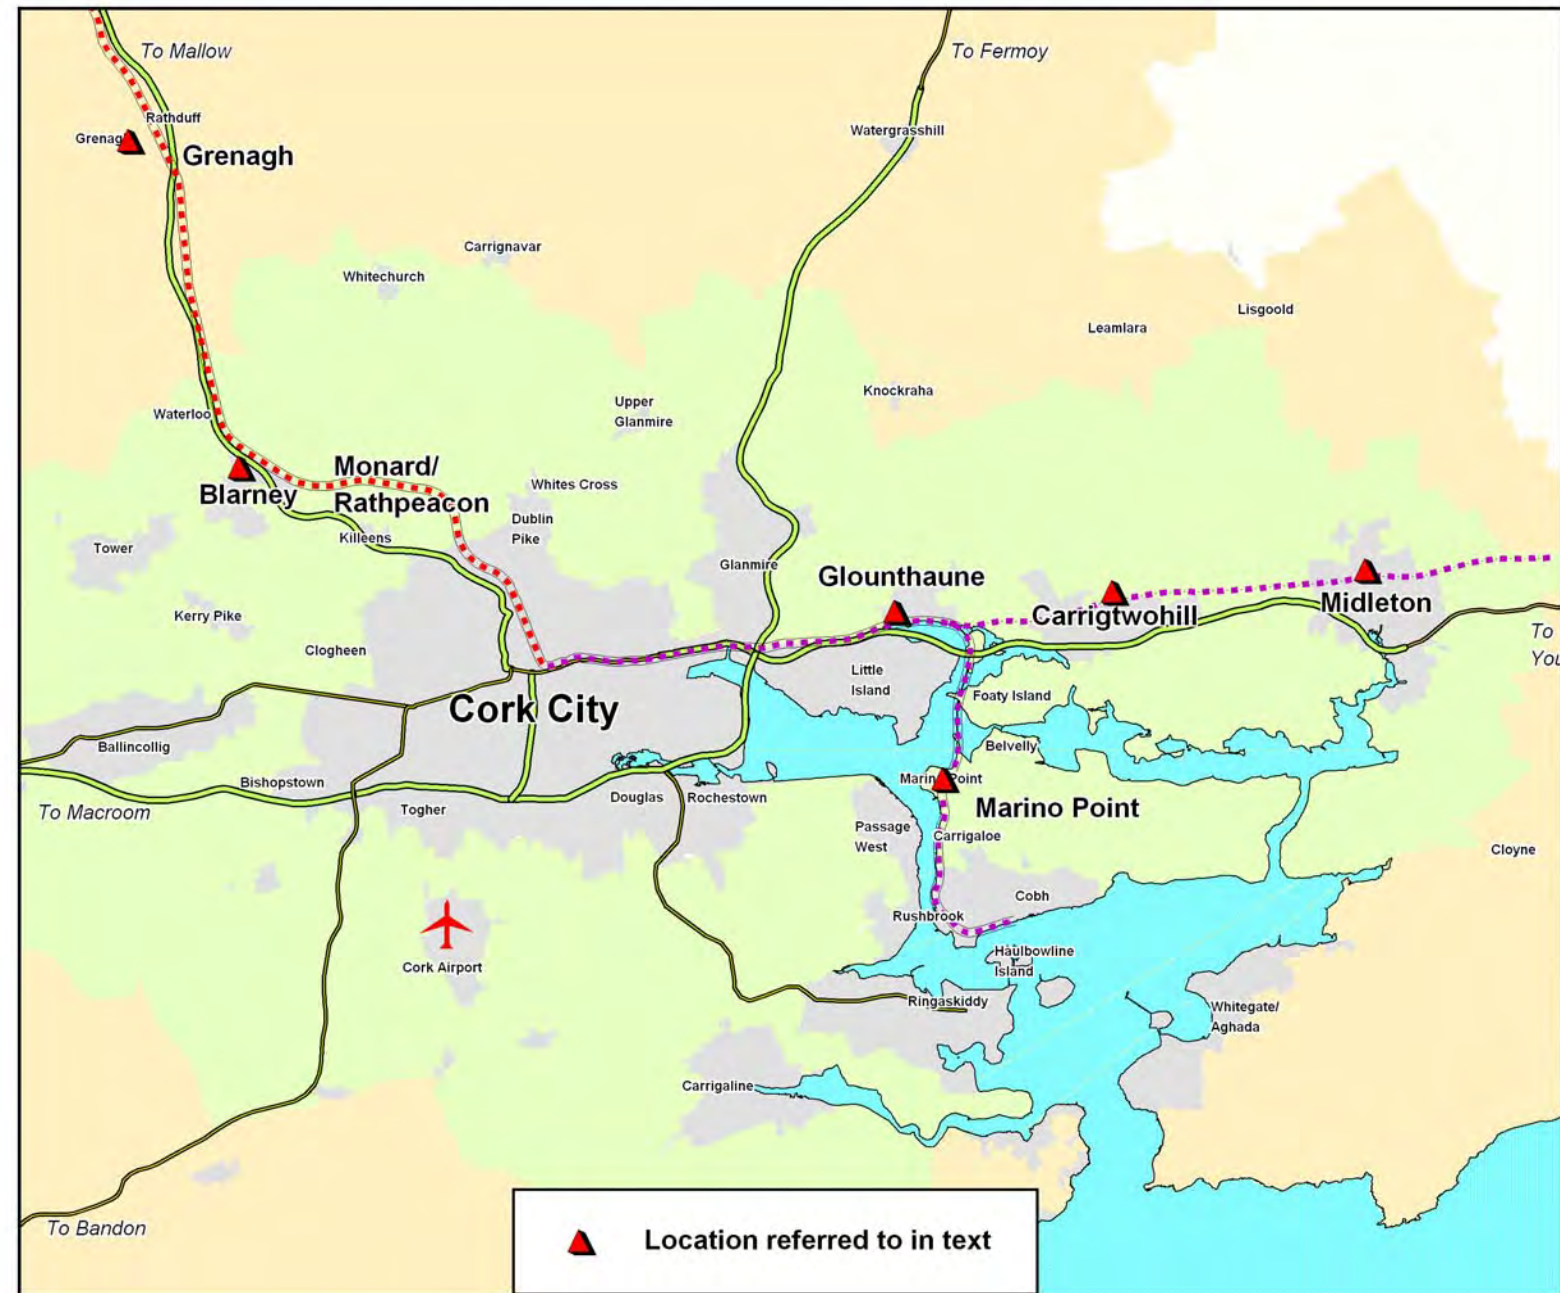 To Mallow
To Fermoy
Rathduff
Watergrasshill
Grenag
Grenagh
Carrignavar
Whitechurch
Lisgoold
Leamlara
Knockraha
Upper
Glanmire
Waterloo
Monard/
Rathpeacon
Blarney
Whites Cross
Dublin
Pike
Killeens
Tower
Glanmire
Glounthaune
Carrigtwohill
Midleton
Kerry Pike
Clogheen
To
You
Little
Island
Foaty Island
Cork City
Belvelly
Ballincollig
Bishopstown
Marino Point
Marino Point
To Macroom
Togher
Douglas
Rochestown
Passage
West
Carrigaloe
Cloyne
Cobh
Rushbrook
Cork Airport
Haulbowline
Island
Ringaskiddy
Whitegate/
Aghada
Carrigaline
To Bandon
Location referred to in text